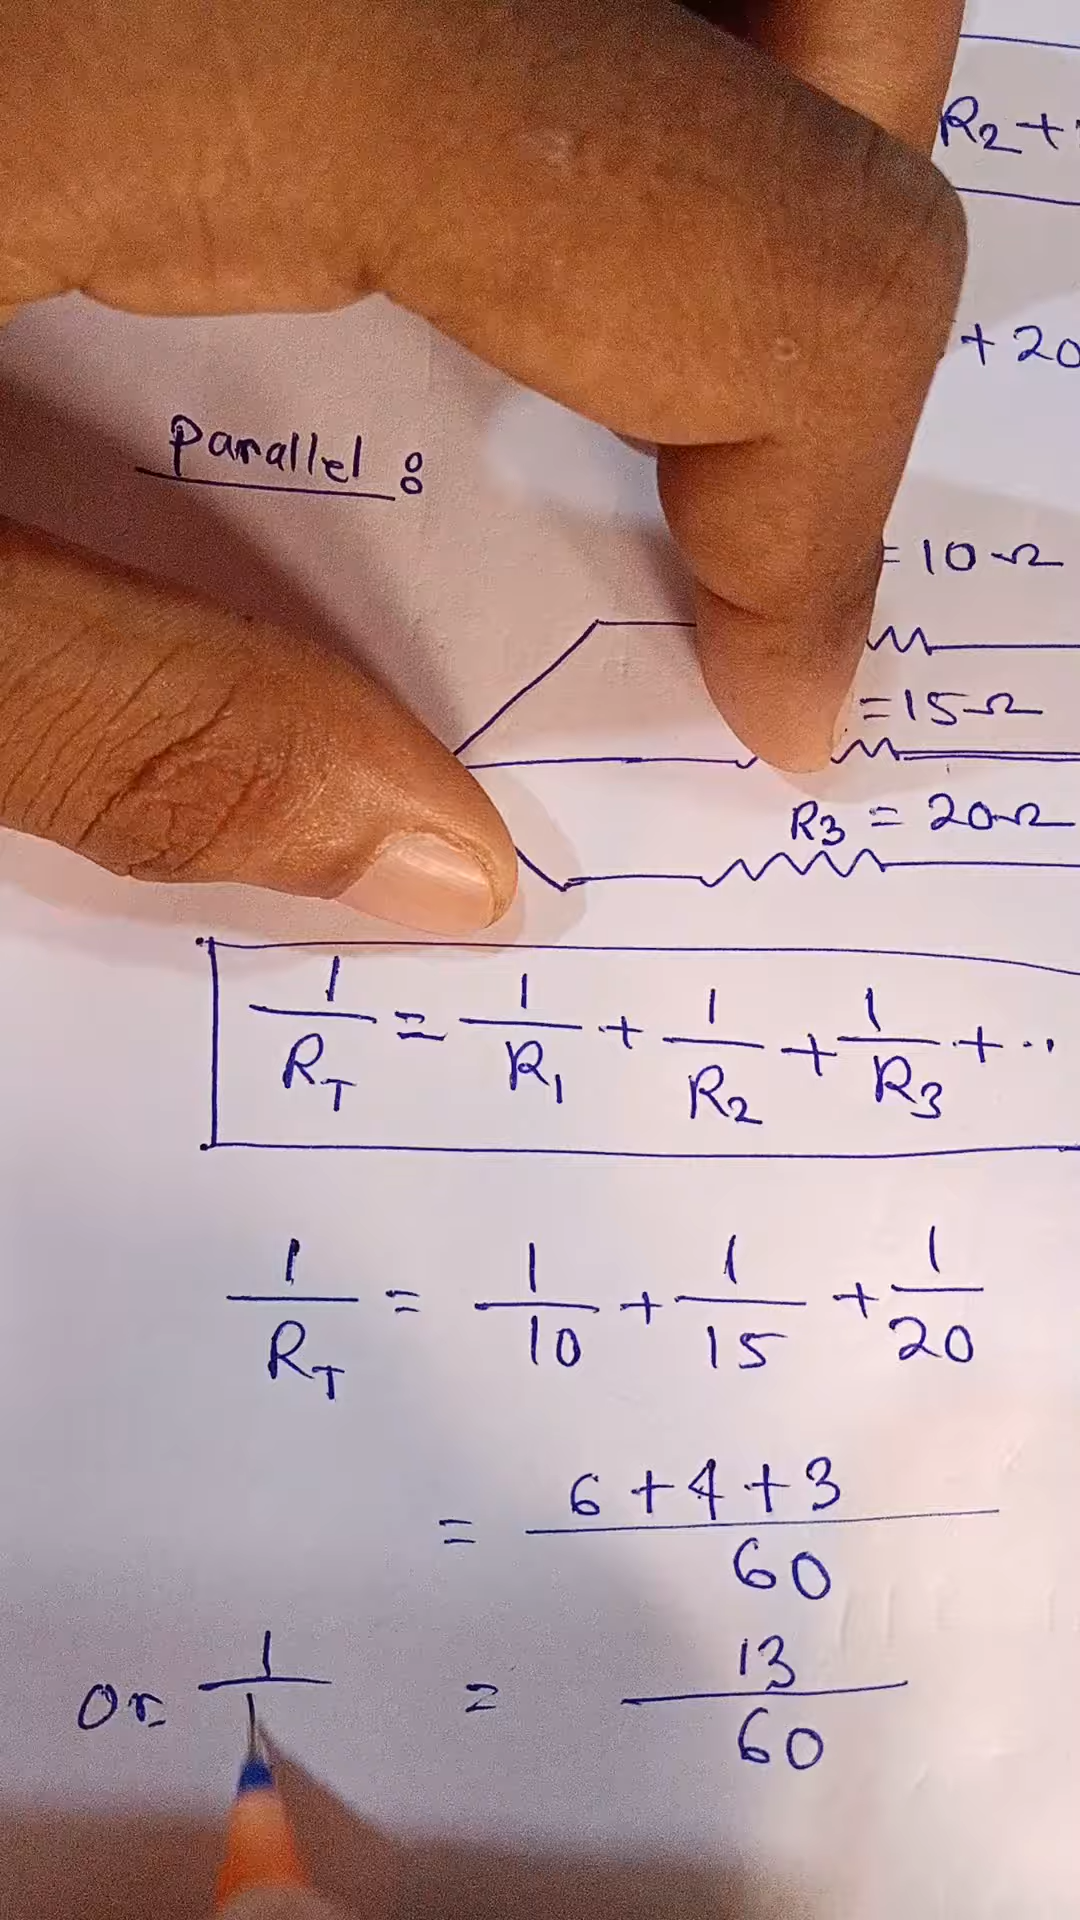 R2 +
+ 20
Parallel :
= 10Ω
= 15Ω
R3 = 20Ω
1/RT = 1/R1 + 1/R2 + 1/R3 + ..
1/RT = 1/10 + 1/15 + 1/20
= 6+4+3/60
or 1/ = 13/60